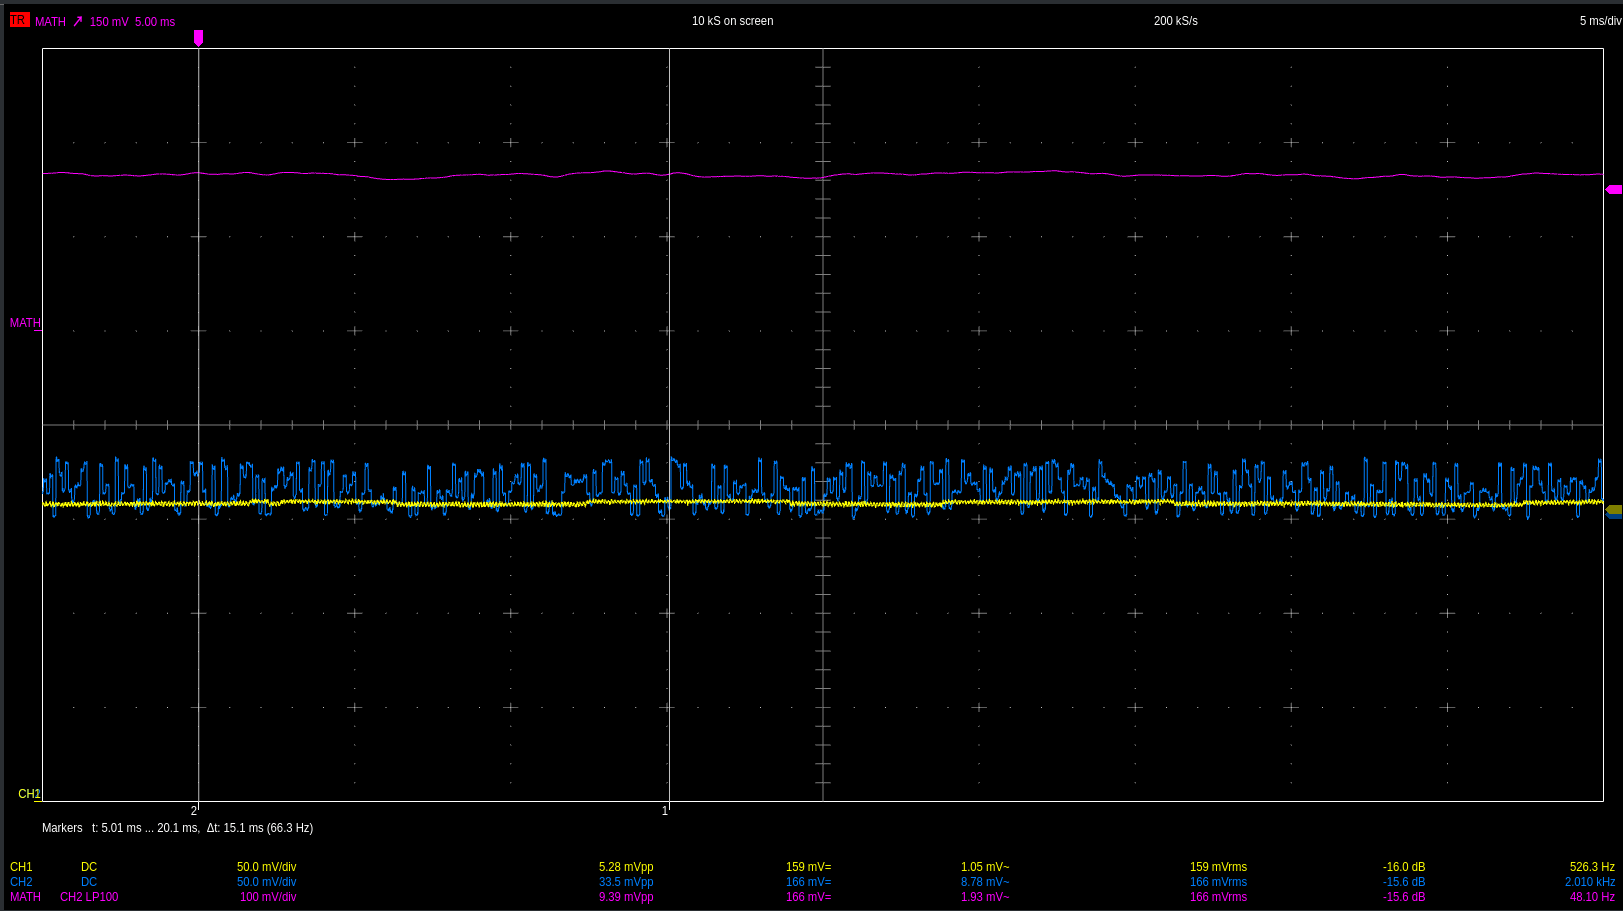 TR MATH 150 mV 5.00 ms 10 kS on screen 200 kS/s 5 ms/div
MATH
CH1
2 1
Markers t: 5.01 ms ... 20.1 ms, Δt: 15.1 ms (66.3 Hz)
CH1 DC 50.0 mV/div 5.28 mVpp 159 mV= 1.05 mV~ 159 mVrms -16.0 dB 526.3 Hz
CH2 DC 50.0 mV/div 33.5 mVpp 166 mV= 8.78 mV~ 166 mVrms -15.6 dB 2.010 kHz
MATH CH2 LP100 100 mV/div 9.39 mVpp 166 mV= 1.93 mV~ 166 mVrms -15.6 dB 48.10 Hz